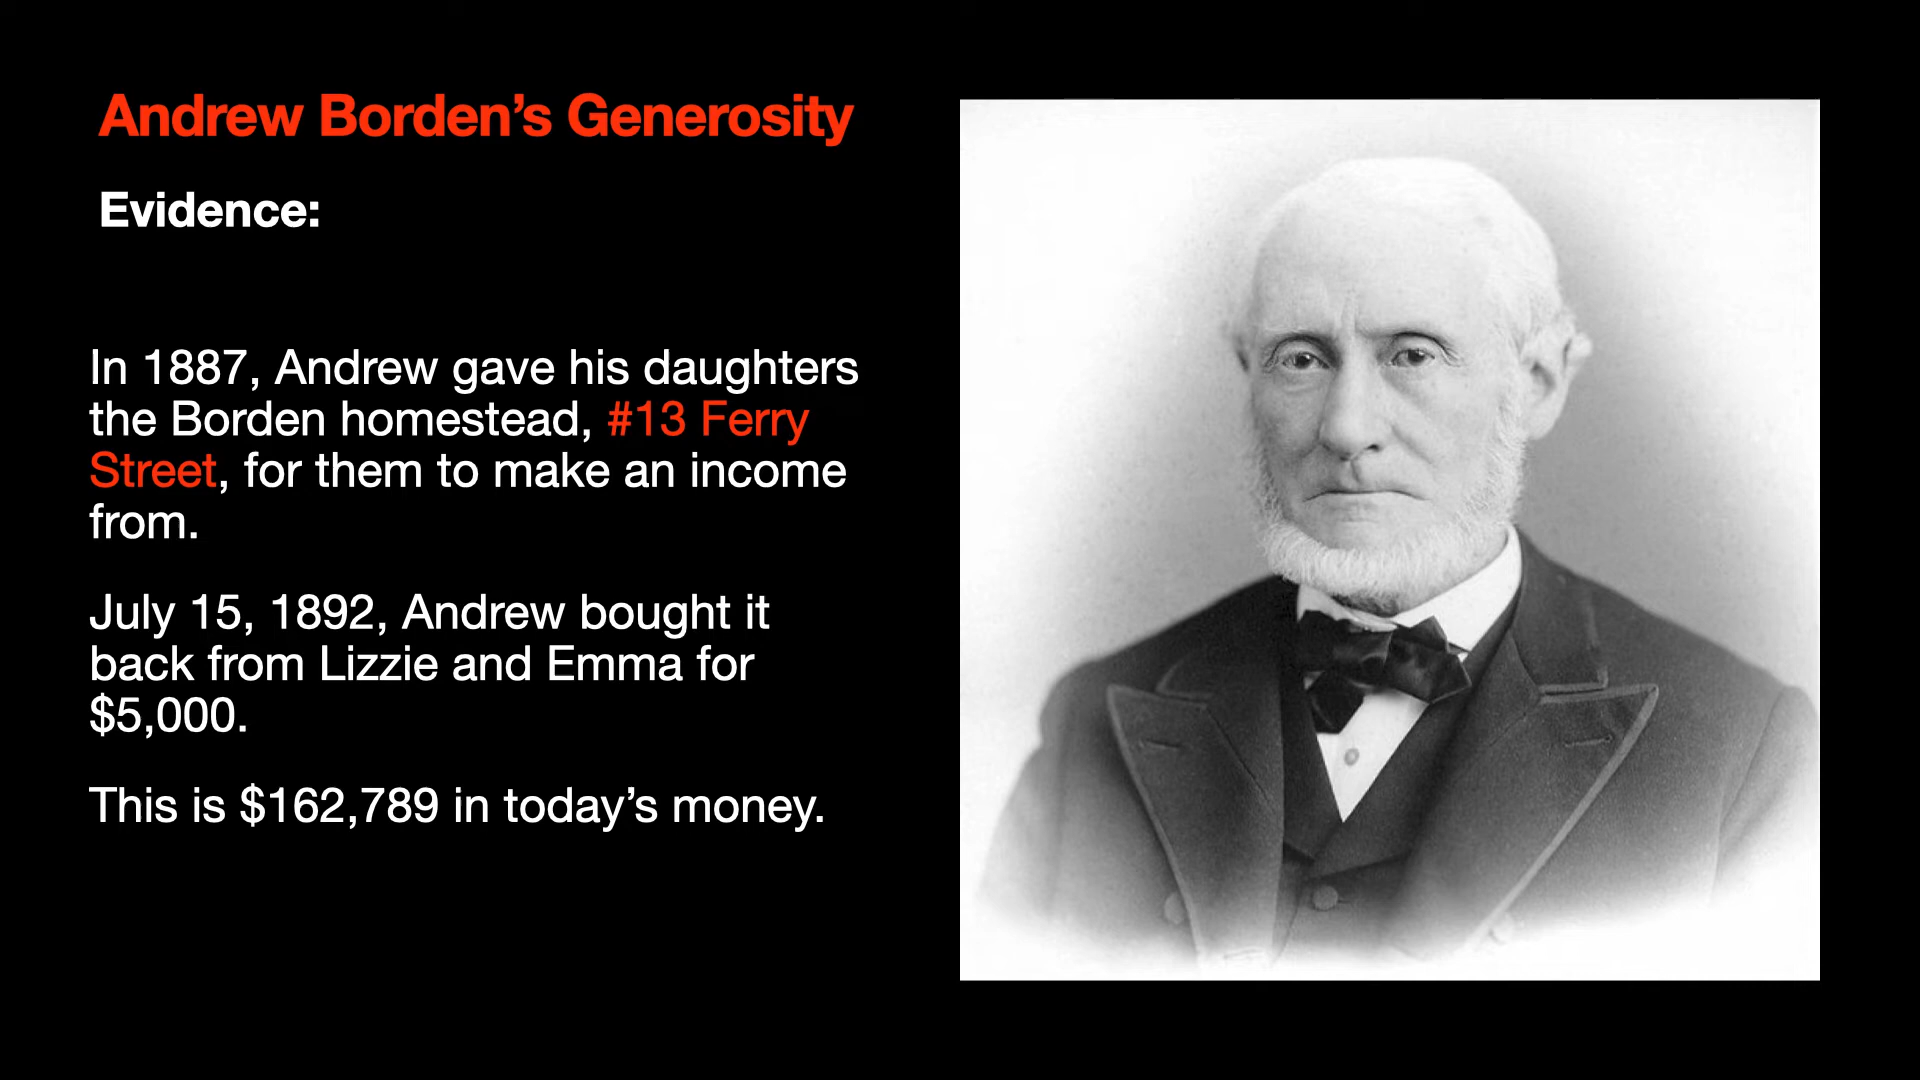 Andrew Borden’s Generosity
Evidence:
In 1887, Andrew gave his daughters
the Borden homestead, #13 Ferry
Street, for them to make an income
from.
July 15, 1892, Andrew bought it
back from Lizzie and Emma for
$5,000.
This is $162,789 in today’s money.